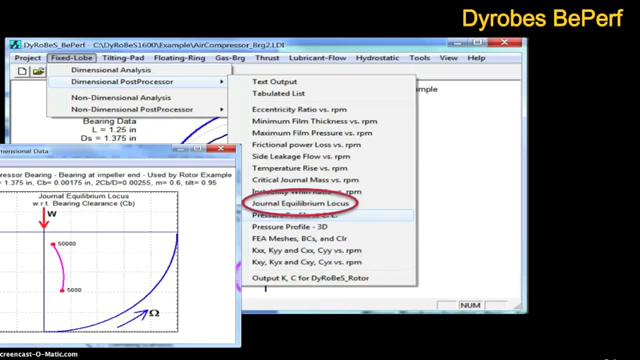 Dyrobes BePerf
DyRoBeS_BePerf - C:\DyRoBeS1600\Example\AirCompressor_Brg2.LDI
Project Fixed-Lobe Tilting-Pad Floating-Ring Gas-Brg Thrust Lubricant-Flow Hydrostatic Tools View Help
Dimensional Analysis
Dimensional PostProcessor
Non-Dimensional Analysis
Non-Dimensional PostProcessor
Text Output
Tabulated List
Eccentricity Ratio vs. rpm
Minimum Film Thickness vs. rpm
Maximum Film Pressure vs. rpm
Frictional power Loss vs. rpm
Side Leakage Flow vs. rpm
Temperature Rise vs. rpm
Critical Journal Mass vs. rpm
Journal Equilibrium Locus
Pressure Profile - 3D
FEA Meshes, BCs, and Clr
Kxx, Kyy and Cxx, Cyy vs. rpm
Kxy, Kyx and Cxy, Cyx vs. rpm
Output K, C for DyRoBeS_Rotor
Bearing Data
L = 1.25 in
Ds = 1.375 in
mensional Data
pressor Bearing - Bearing at impeller end - Used by Rotor Example
= 1.375 in, Cb= 0.00175 in, 2Cb/D=0.00255, m= 0.6, tilt= 0.95
Journal Equilibrium Locus
w.r.t. Bearing Clearance (Cb)
W
50000
5000
Ω
NUM
creencast-O-Matic.com